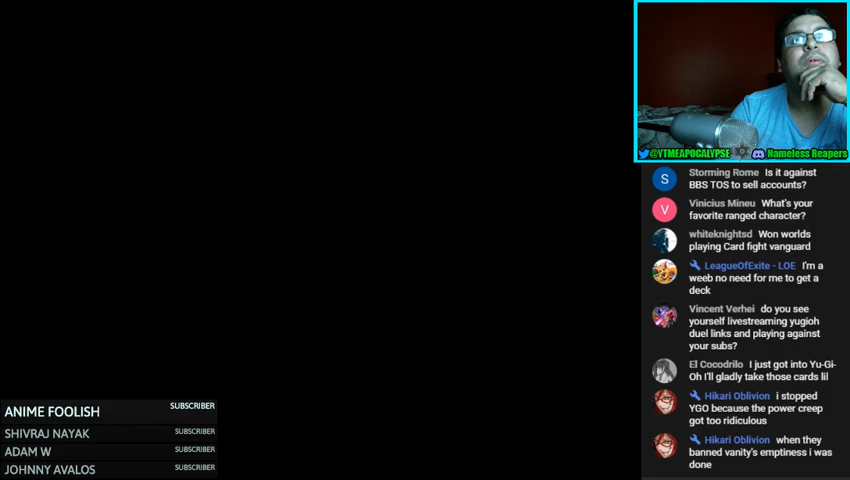 @YTMEAPOCALYPSE Nameless Reapers
S
Storming Rome Is it against
BBS TOS to sell accounts?
V
Vinicius Mineu What's your
favorite ranged character?
whiteknightsd Won worlds
playing Card fight vanguard
LeagueOfExite - LOE I'm a
weeb no need for me to get a
deck
Vincent Verhei do you see
yourself livestreaming yugioh
duel links and playing against
your subs?
El Cocodrilo I just got into Yu-Gi-
Oh I'll gladly take those cards lil
Hikari Oblivion i stopped
YGO because the power creep
got too ridiculous
Hikari Oblivion when they
banned vanity's emptiness i was
done
ANIME FOOLISH SUBSCRIBER
SHIVRAJ NAYAK SUBSCRIBER
ADAM W SUBSCRIBER
JOHNNY AVALOS SUBSCRIBER